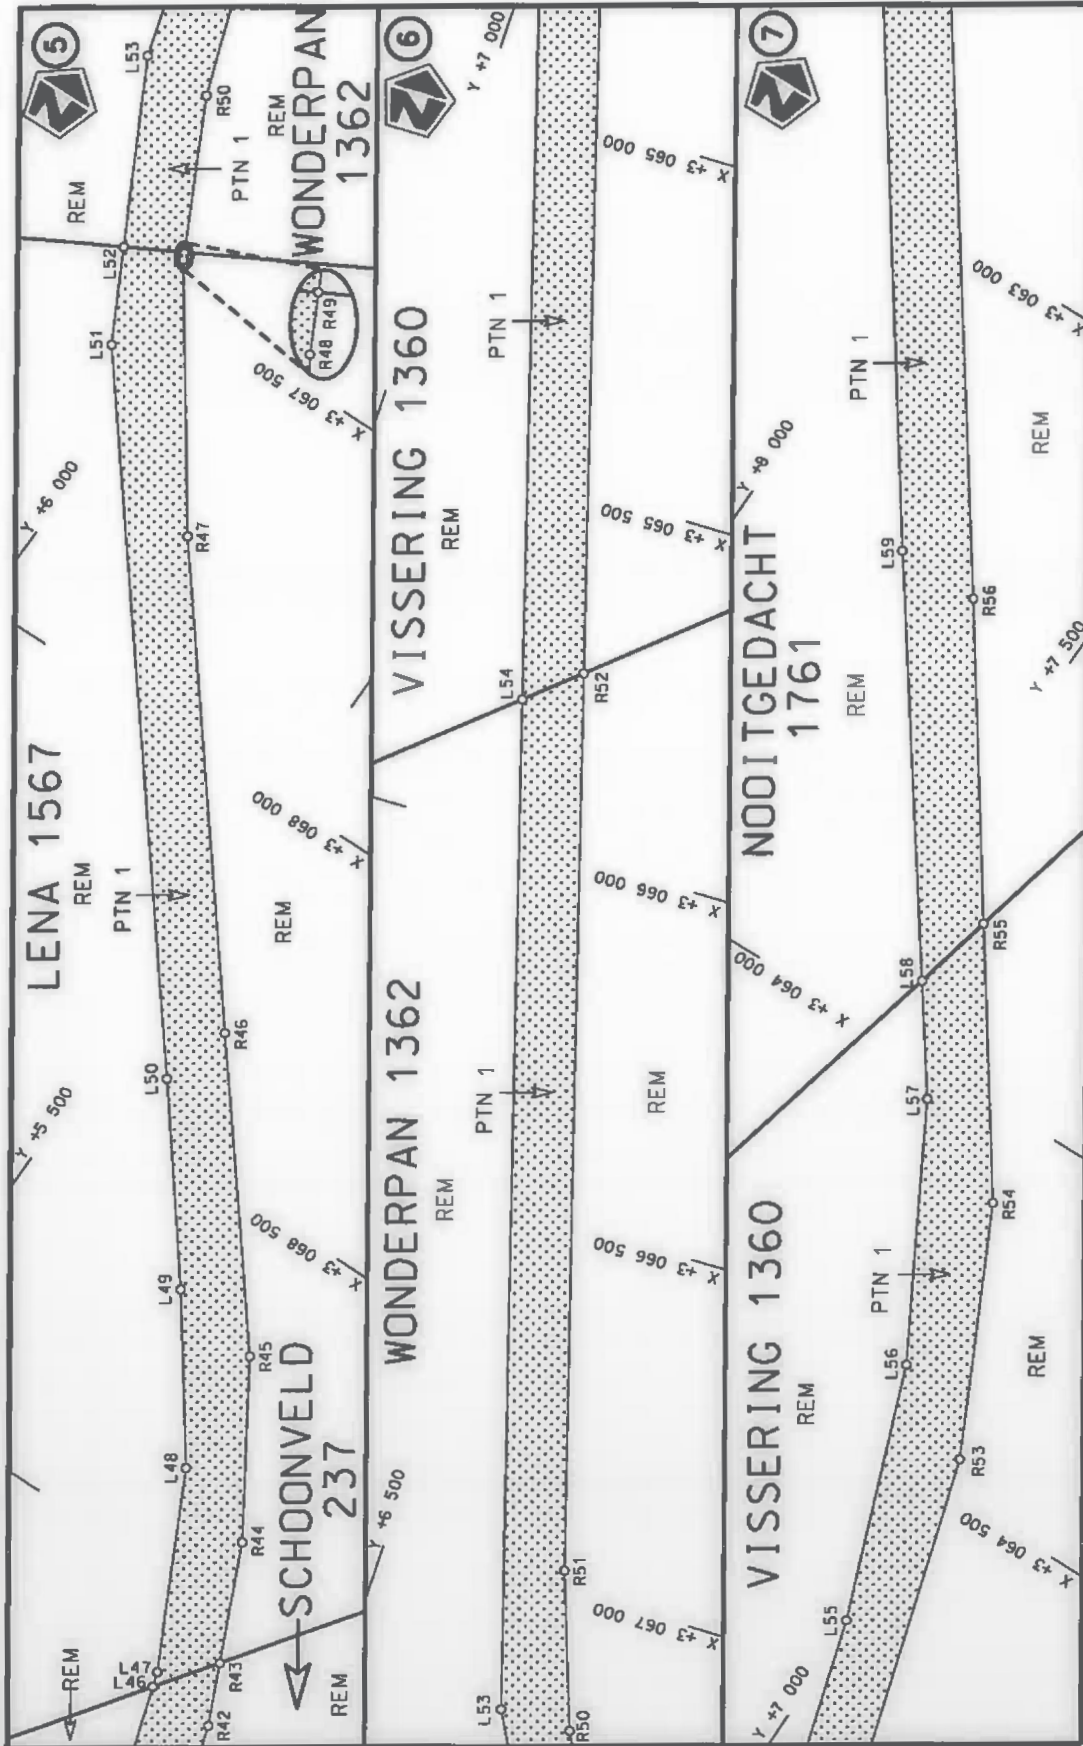 5
N
L53
R50
REM
PTN 1
REM
WONDERPAN
1362
L52
L51
R49
R48
X +3 067 500
Y +6 000
R47
LENA 1567
REM
PTN 1
X +3 068 000
REM
R46
L50
Y +5 500
L49
X +3 068 500
R45
SCHOONVELD
237
L48
R44
REM
L47
L46
R43
R42
REM
6
N
Y +7 000
X +3 065 000
PTN 1
VISSERING 1360
REM
X +3 065 500
L54
R52
X +3 066 000
WONDERPAN 1362
REM
PTN 1
REM
X +3 066 500
Y +6 500
R51
X +3 067 000
L53
R50
7
N
X +3 063 000
PTN 1
REM
Y +8 000
L59
NOOITGEDACHT
1761
REM
R56
Y +7 500
R55
L58
X +3 064 000
L57
R54
VISSERING 1360
REM
PTN 1
L56
REM
R53
X +3 064 500
L55
Y +7 000